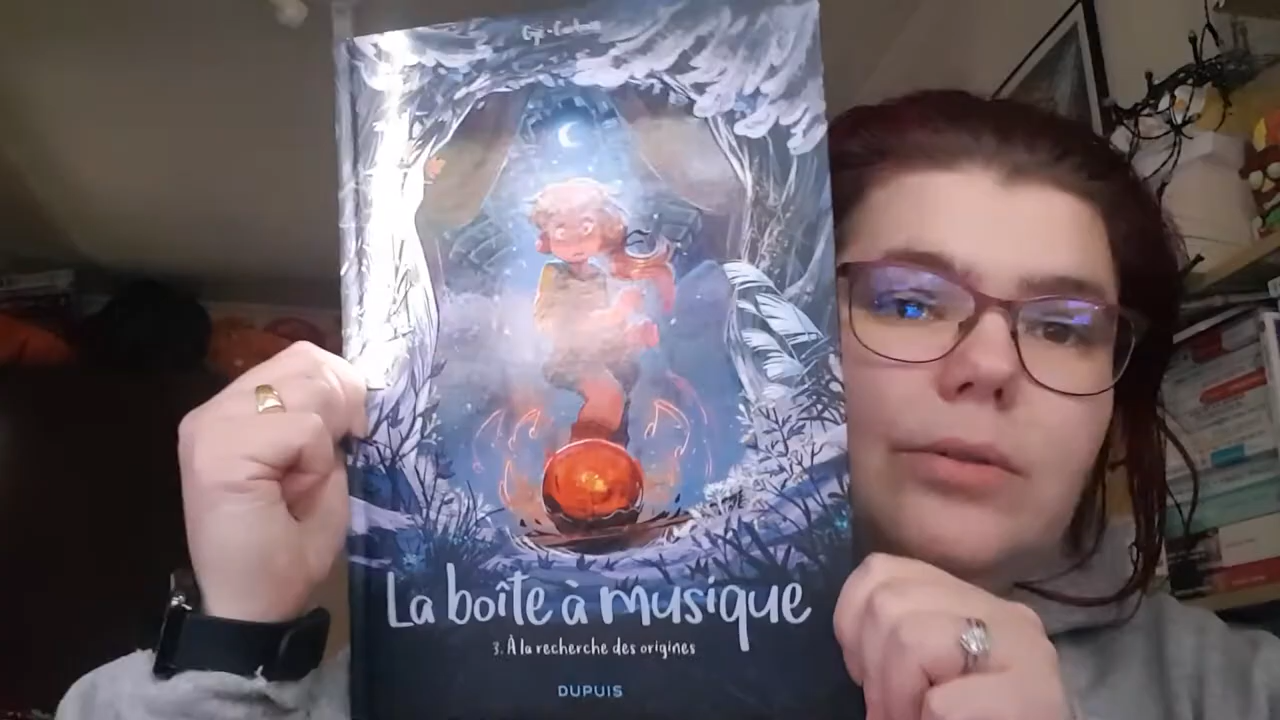 La boîte à musique
3. À la recherche des origines
DUPUIS